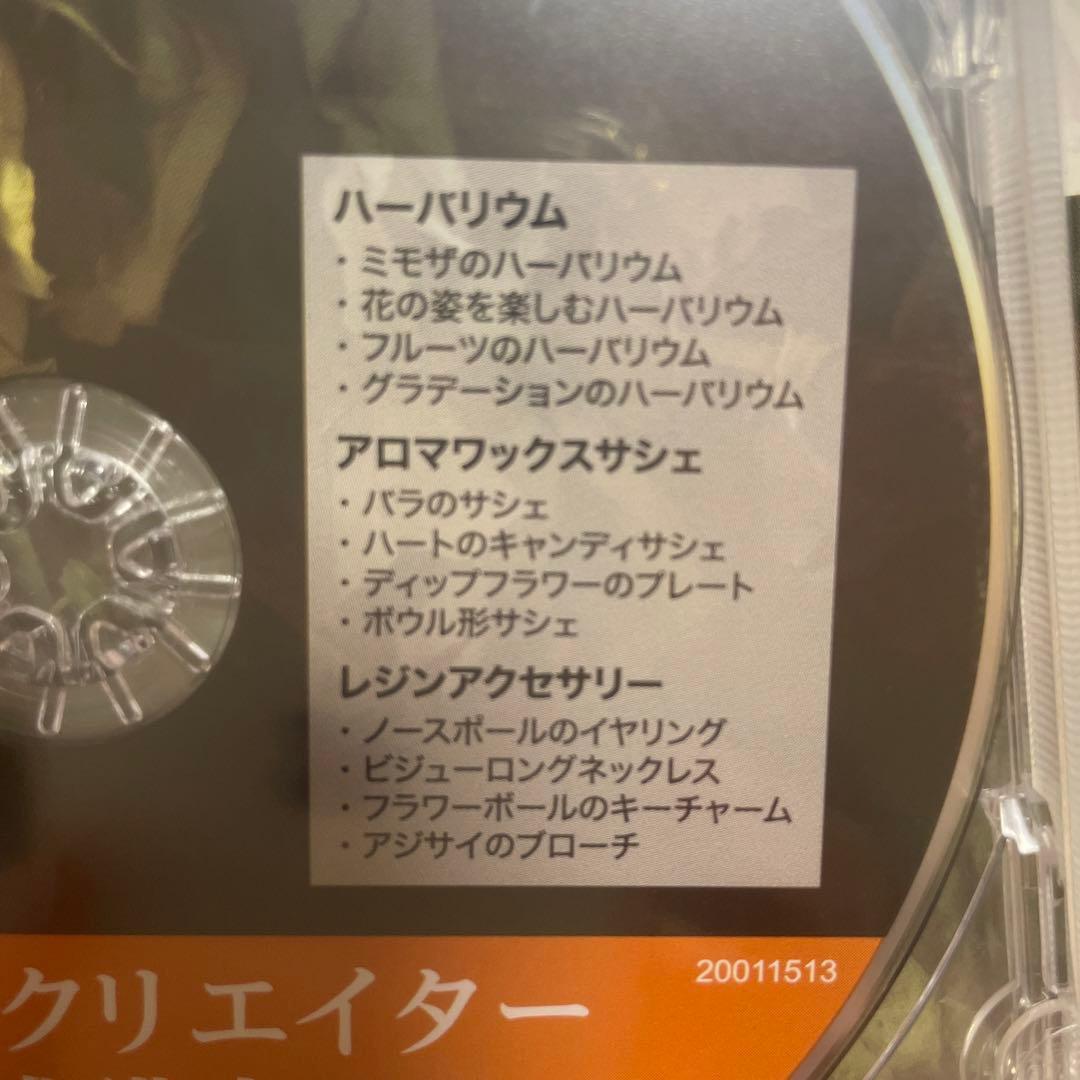 ハーバリウム
・ミモザのハーバリウム
・花の姿を楽しむハーバリウム
・フルーツのハーバリウム
・グラデーションのハーバリウム
アロマワックスサシェ
・バラのサシェ
・ハートのキャンディサシェ
・ディップフラワーのプレート
・ボウル形サシェ
レジンアクセサリー
・ノースポールのイヤリング
・ビジューロングネックレス
・フラワーボールのキーチャーム
・アジサイのブローチ
20011513
クリエイター